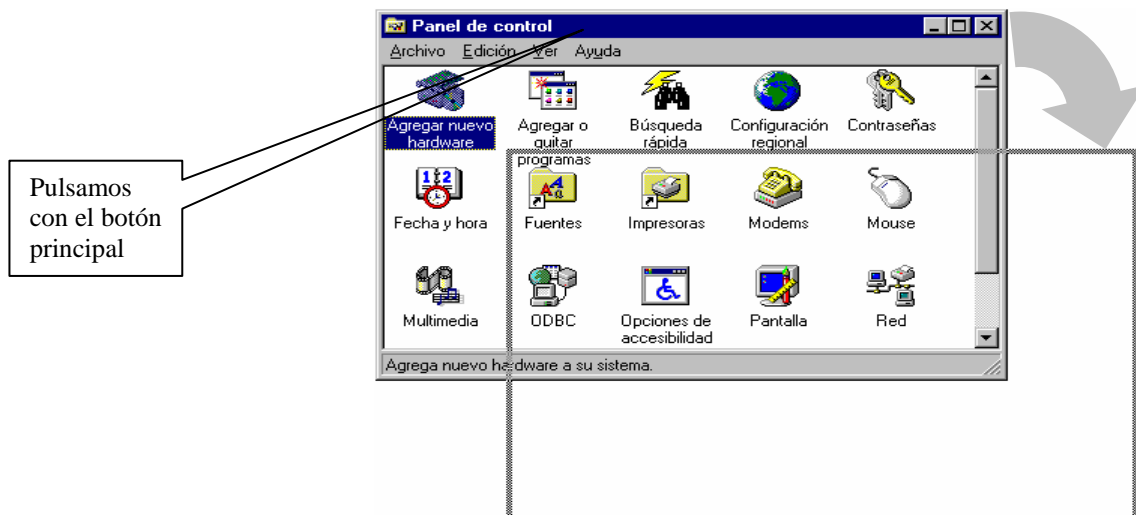 Panel de control
Archivo Edición Ver Ayuda
Agregar nuevo
hardware
Agregar o
quitar
programas
Búsqueda
rápida
Configuración
regional
Contraseñas
Pulsamos
con el botón
principal
Fecha y hora
Fuentes
Impresoras
Modems
Mouse
Multimedia
ODBC
Opciones de
accesibilidad
Pantalla
Red
Agrega nuevo hardware a su sistema.